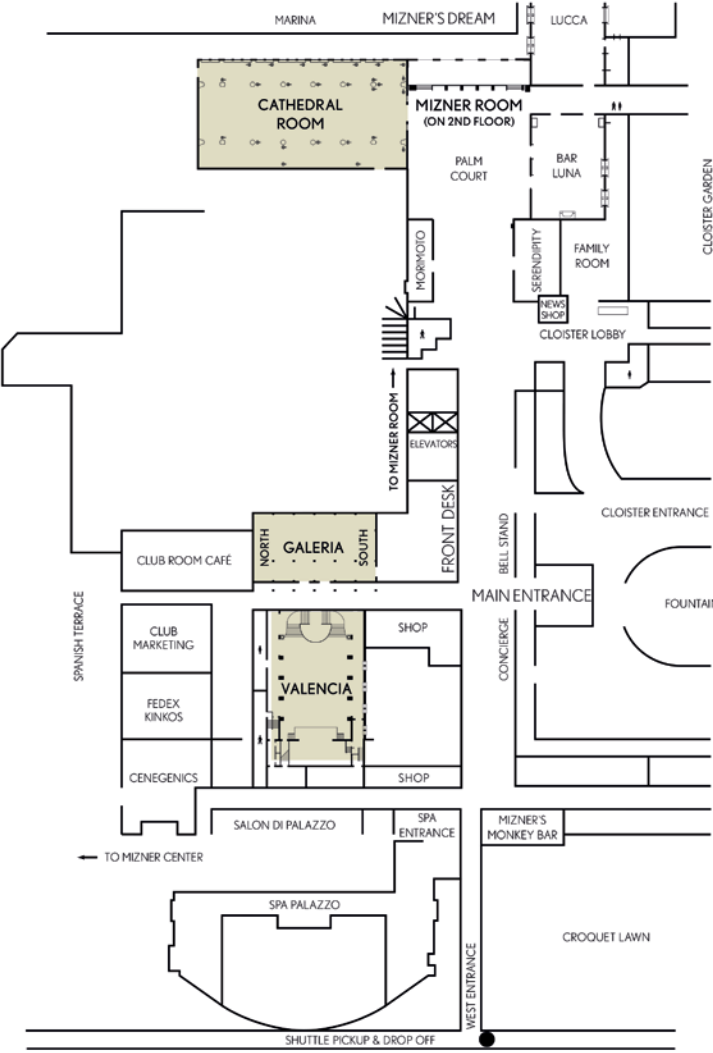 MARINA
MIZNER'S DREAM
LUCCA
CATHEDRAL
ROOM
MIZNER ROOM
(ON 2ND FLOOR)
PALM
COURT
BAR
LUNA
CLOISTER GARDEN
MORIMOTO
SERENDIPITY
FAMILY
ROOM
NEWS
SHOP
CLOISTER LOBBY
TO MIZNER ROOM
ELEVATORS
FRONT DESK
CLOISTER ENTRANCE
BELL STAND
NORTH
GALERIA
SOUTH
CLUB ROOM CAFÉ
MAIN ENTRANCE
FOUNTAI
SPANISH TERRACE
CLUB
MARKETING
SHOP
CONCIERGE
VALENCIA
FEDEX
KINKOS
CENEGENICS
SHOP
SALON DI PALAZZO
SPA
ENTRANCE
MIZNER'S
MONKEY BAR
TO MIZNER CENTER
SPA PALAZZO
CROQUET LAWN
WEST ENTRANCE
SHUTTLE PICKUP & DROP OFF